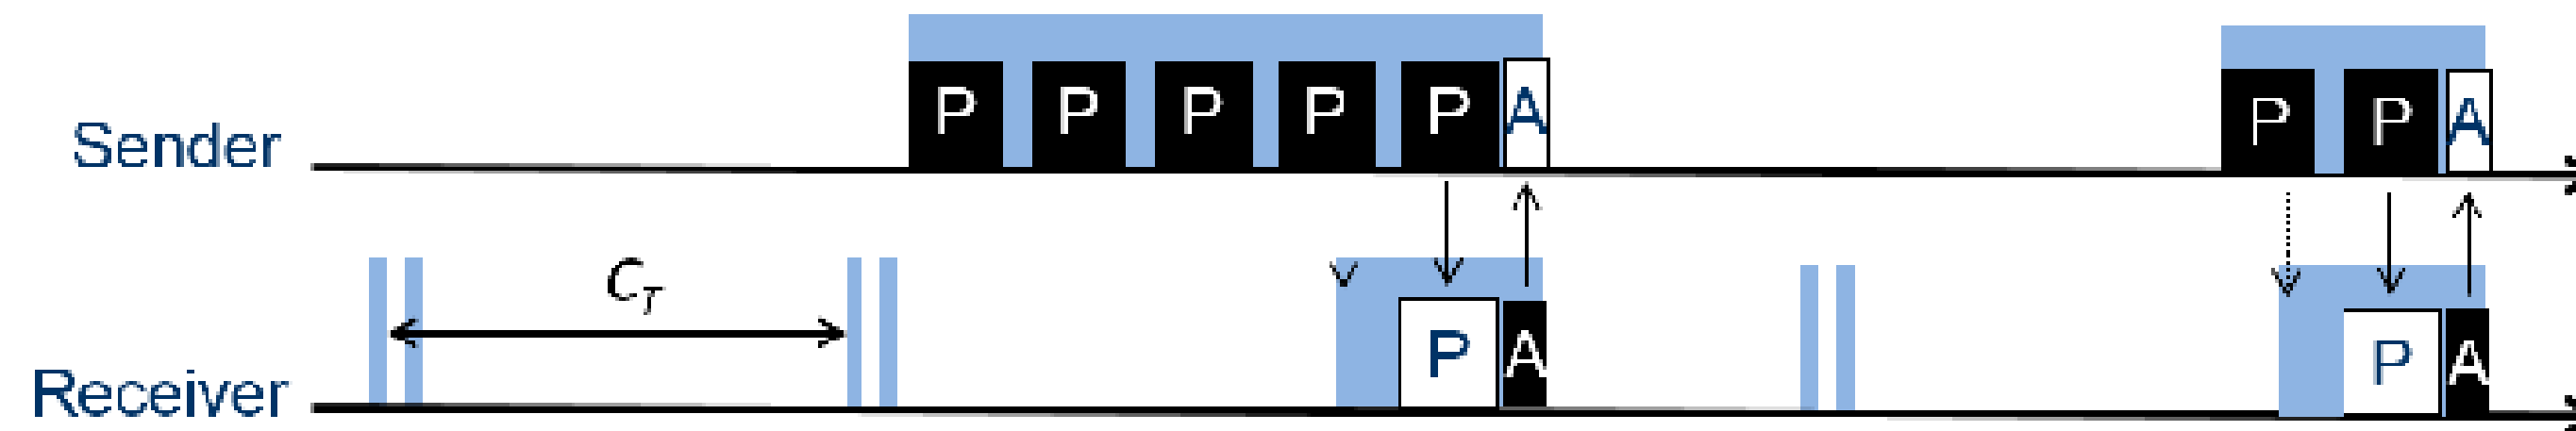 P P P P P A P P A
Sender
C_T
P A P A
Receiver